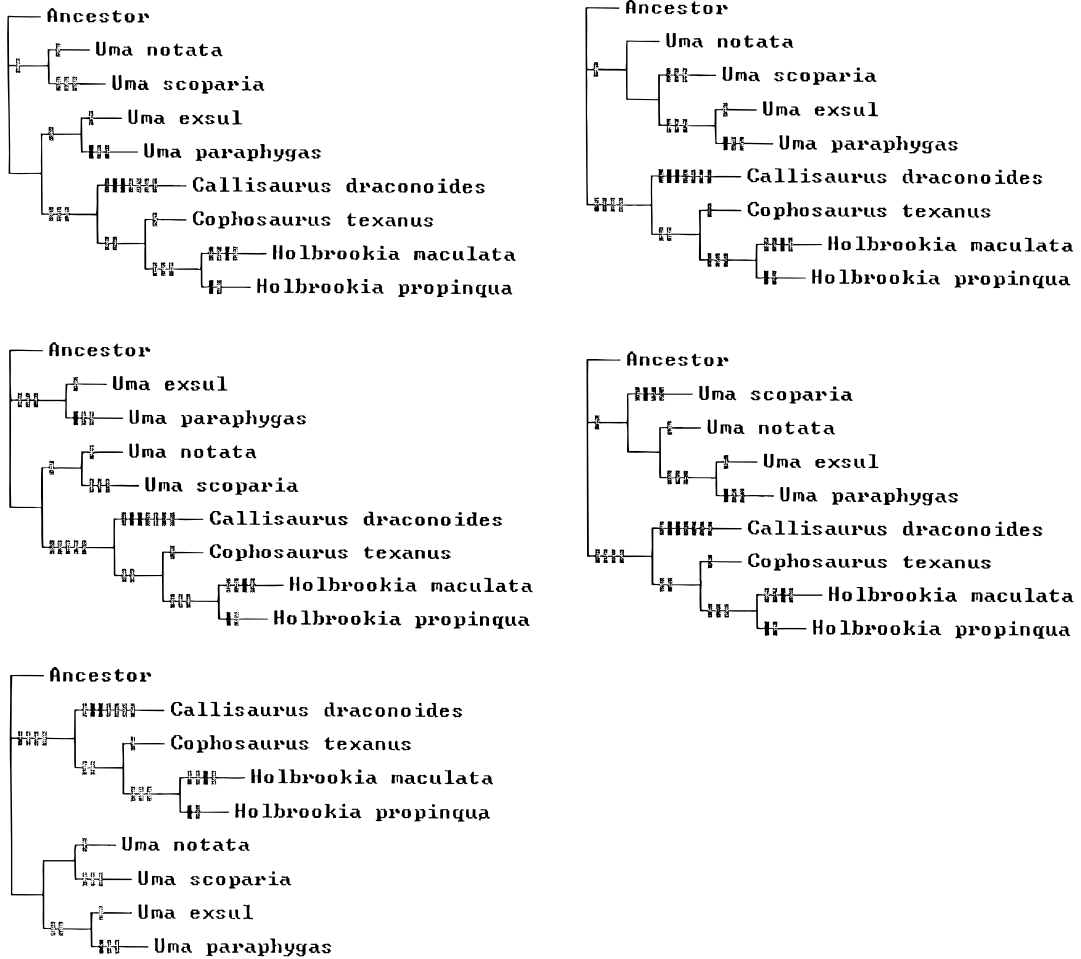 Ancestor
Uma notata
Uma scoparia
Uma exsul
Uma paraphygas
Callisaurus draconoides
Cophosaurus texanus
Holbrookia maculata
Holbrookia propinqua
Ancestor
Uma notata
Uma scoparia
Uma exsul
Uma paraphygas
Callisaurus draconoides
Cophosaurus texanus
Holbrookia maculata
Holbrookia propinqua
Ancestor
Uma exsul
Uma paraphygas
Uma notata
Uma scoparia
Callisaurus draconoides
Cophosaurus texanus
Holbrookia maculata
Holbrookia propinqua
Ancestor
Uma scoparia
Uma notata
Uma exsul
Uma paraphygas
Callisaurus draconoides
Cophosaurus texanus
Holbrookia maculata
Holbrookia propinqua
Ancestor
Callisaurus draconoides
Cophosaurus texanus
Holbrookia maculata
Holbrookia propinqua
Uma notata
Uma scoparia
Uma exsul
Uma paraphygas